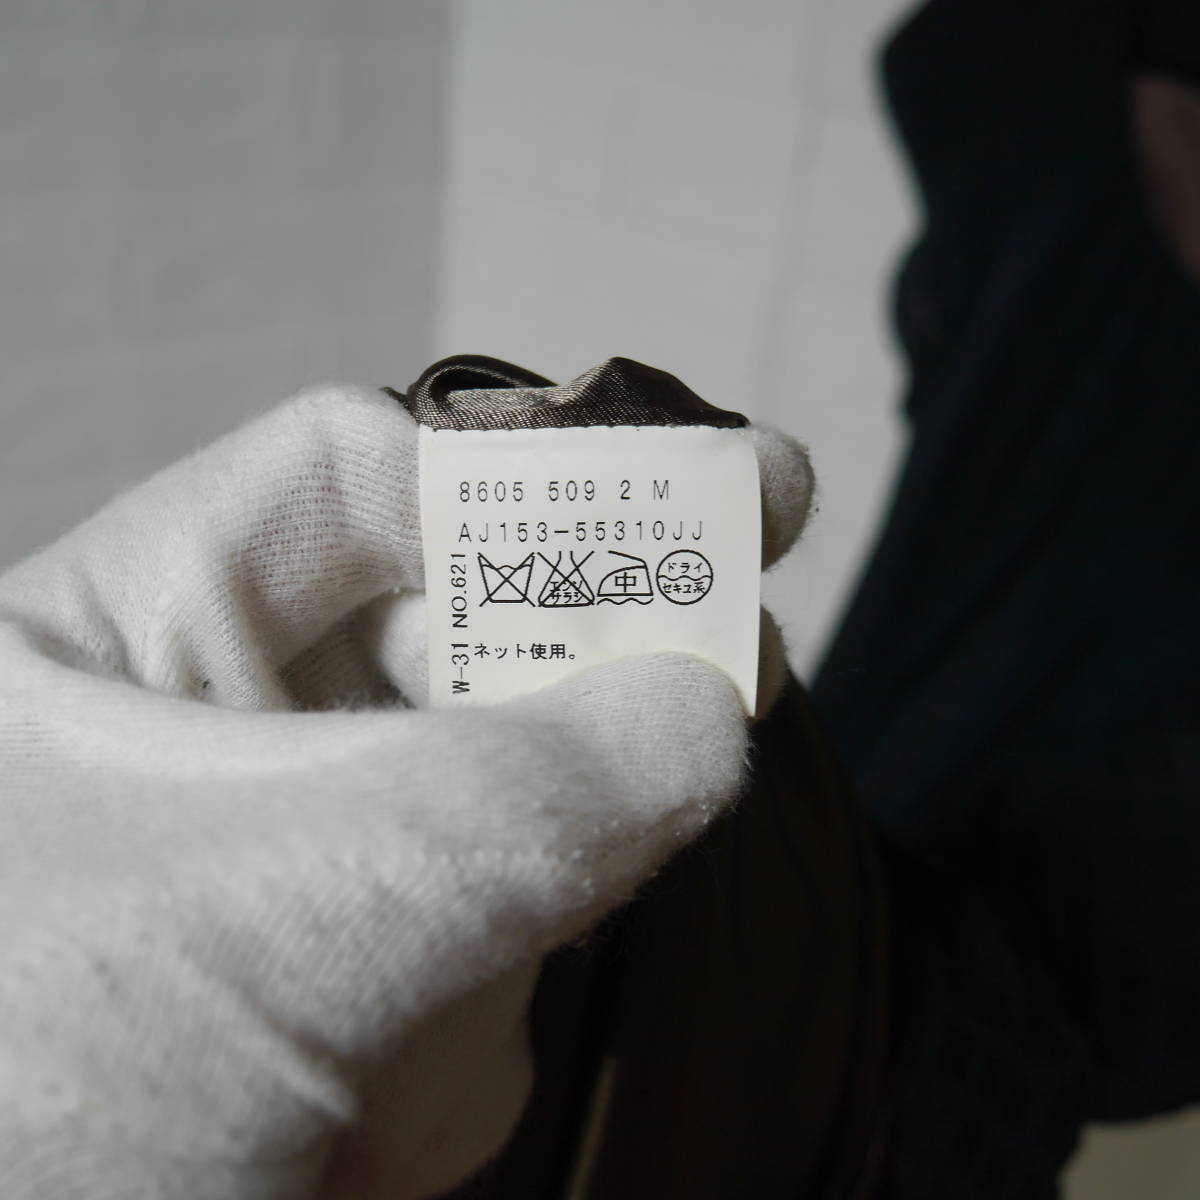 8605 509 2 M
AJ153-55310JJ
エンソ
サラシ
中
ドライ
セキユ系
ネット使用。
W-31 NO.621